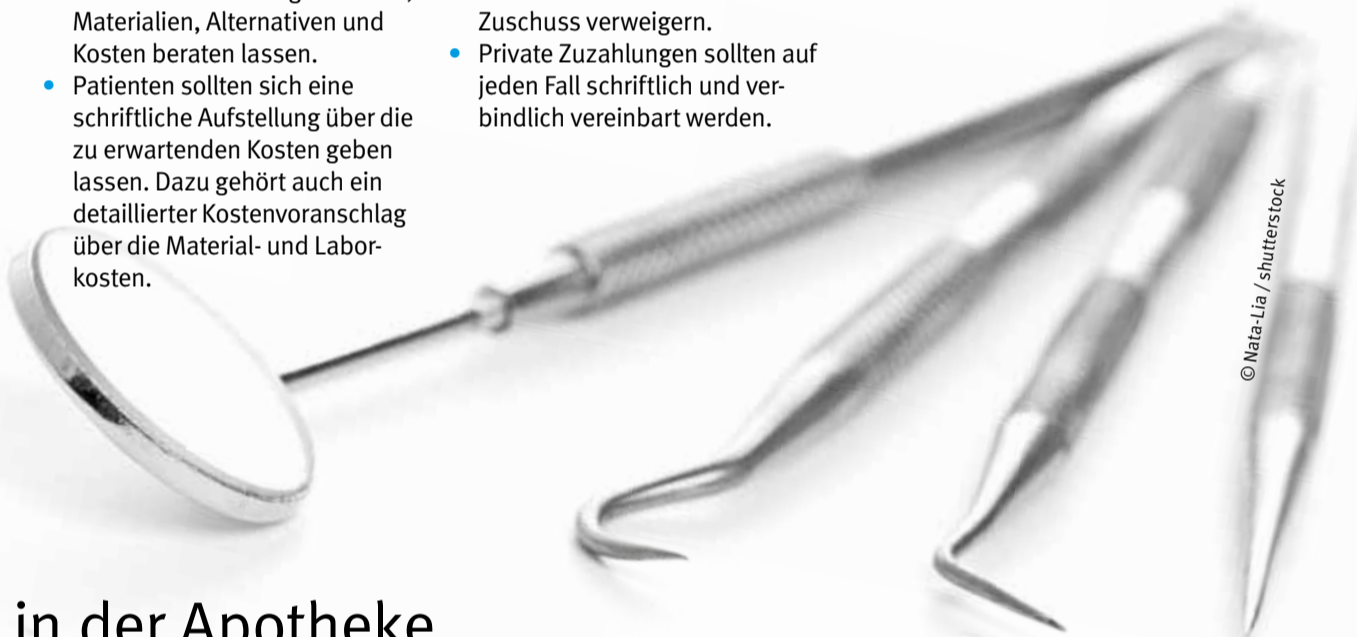 Materialien, Alternativen und
Kosten beraten lassen.
• Patienten sollten sich eine
schriftliche Aufstellung über die
zu erwartenden Kosten geben
lassen. Dazu gehört auch ein
detaillierter Kostenvoranschlag
über die Material- und Labor-
kosten.
Zuschuss verweigern.
• Private Zuzahlungen sollten auf
jeden Fall schriftlich und ver-
bindlich vereinbart werden.
© Nata-Lia / shutterstock
in der Apotheke